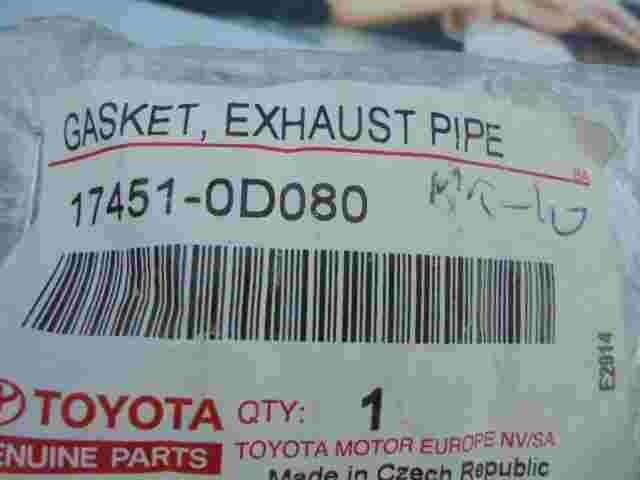 GASKET, EXHAUST PIPE
17451-0D080
E2914
TOYOTA QTY: 1
ENUINE PARTS TOYOTA MOTOR EUROPE NV/SA
Made in Czech Republic